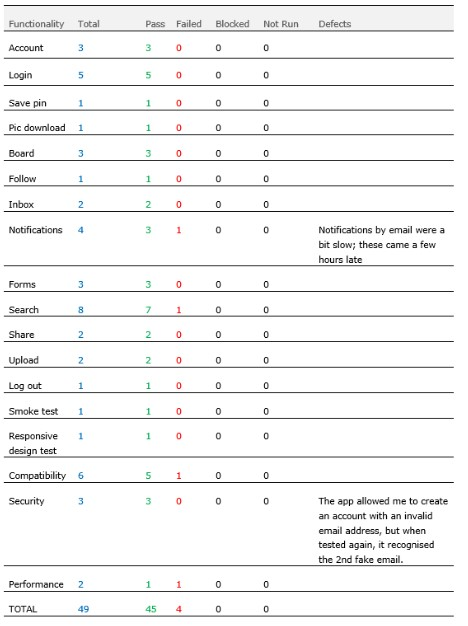 Functionality Total Pass Failed Blocked Not Run Defects
Account 3 3 0 0 0
Login 5 5 0 0 0
Save pin 1 1 0 0 0
Pic download 1 1 0 0 0
Board 3 3 0 0 0
Follow 1 1 0 0 0
Inbox 2 2 0 0 0
Notifications 4 3 1 0 0 Notifications by email were a
bit slow; these came a few
hours late
Forms 3 3 0 0 0
Search 8 7 1 0 0
Share 2 2 0 0 0
Upload 2 2 0 0 0
Log out 1 1 0 0 0
Smoke test 1 1 0 0 0
Responsive 1 1 0 0 0
design test
Compatibility 6 5 1 0 0
Security 3 3 0 0 0 The app allowed me to create
an account with an invalid
email address, but when
tested again, it recognised
the 2nd fake email.
Performance 2 1 1 0 0
TOTAL 49 45 4 0 0